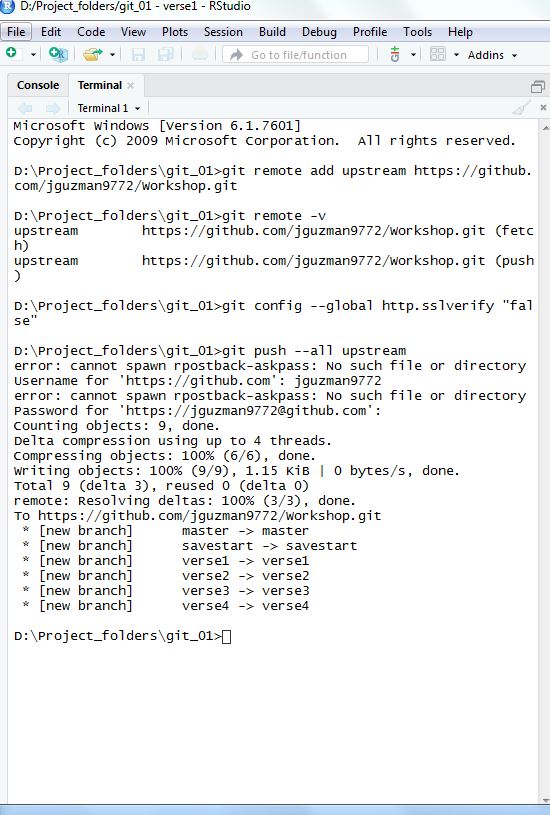 D:/Project_folders/git_01 - verse1 - RStudio
File Edit Code View Plots Session Build Debug Profile Tools Help
Go to file/function Addins
Console Terminal
Terminal 1
Microsoft Windows [Version 6.1.7601]
Copyright (c) 2009 Microsoft Corporation.  All rights reserved.
D:\Project_folders\git_01>git remote add upstream https://github.
com/jguzman9772/Workshop.git
D:\Project_folders\git_01>git remote -v
upstream        https://github.com/jguzman9772/Workshop.git (fetc
h)
upstream        https://github.com/jguzman9772/Workshop.git (push
)
D:\Project_folders\git_01>git config --global http.sslverify "fal
se"
D:\Project_folders\git_01>git push --all upstream
error: cannot spawn rpostback-askpass: No such file or directory
Username for 'https://github.com': jguzman9772
error: cannot spawn rpostback-askpass: No such file or directory
Password for 'https://jguzman9772@github.com':
Counting objects: 9, done.
Delta compression using up to 4 threads.
Compressing objects: 100% (6/6), done.
Writing objects: 100% (9/9), 1.15 KiB | 0 bytes/s, done.
Total 9 (delta 3), reused 0 (delta 0)
remote: Resolving deltas: 100% (3/3), done.
To https://github.com/jguzman9772/Workshop.git
 * [new branch]      master -> master
 * [new branch]      savestart -> savestart
 * [new branch]      verse1 -> verse1
 * [new branch]      verse2 -> verse2
 * [new branch]      verse3 -> verse3
 * [new branch]      verse4 -> verse4
D:\Project_folders\git_01>